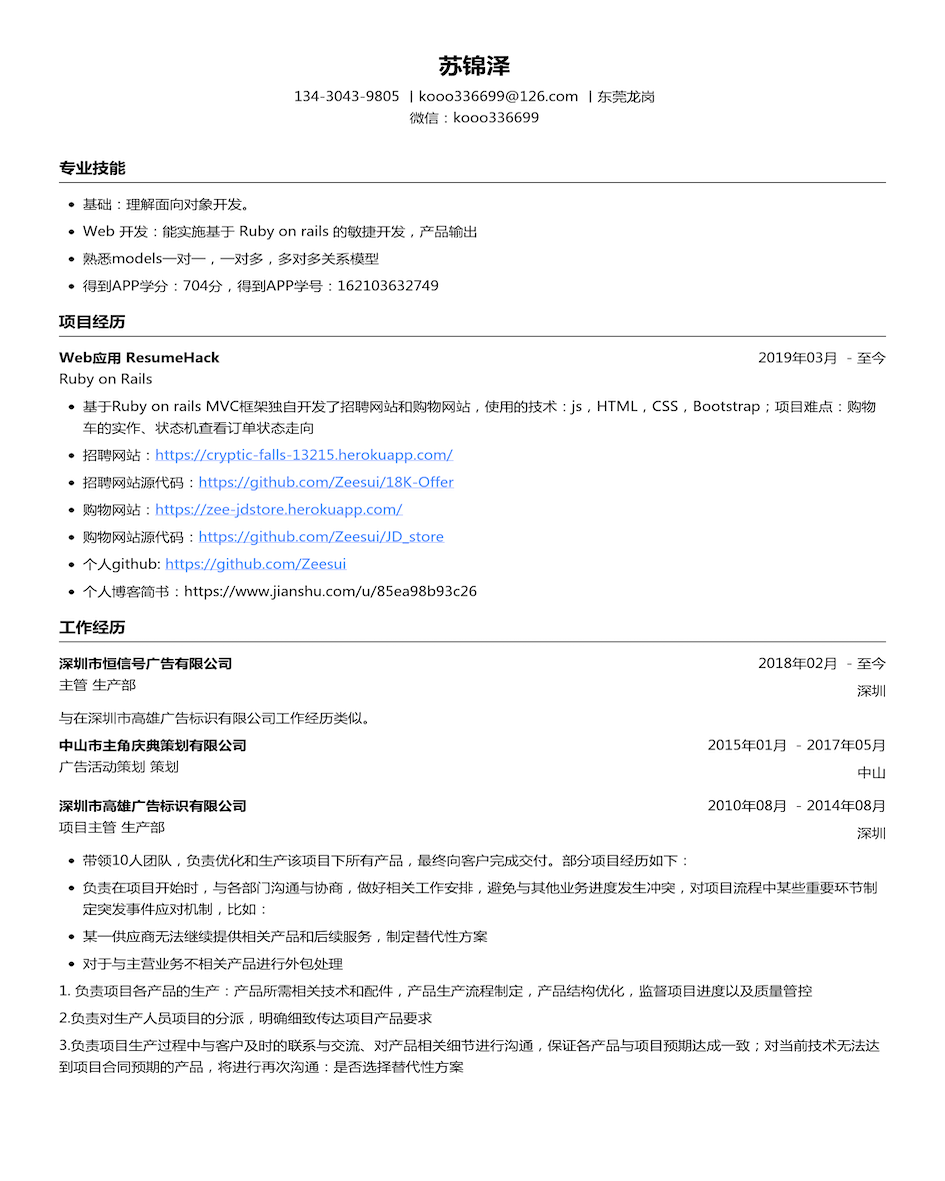 苏锦泽
134-3043-9805 | kooo336699@126.com | 东莞龙岗
微信：kooo336699
专业技能
• 基础：理解面向对象开发。
• Web 开发：能实施基于 Ruby on rails 的敏捷开发，产品输出
• 熟悉models一对一，一对多，多对多关系模型
• 得到APP学分：704分，得到APP学号：162103632749
项目经历
Web应用 ResumeHack 2019年03月 - 至今
Ruby on Rails
• 基于Ruby on rails MVC框架独自开发了招聘网站和购物网站，使用的技术：js，HTML，CSS，Bootstrap；项目难点：购物
车的实作、状态机查看订单状态走向
• 招聘网站：https://cryptic-falls-13215.herokuapp.com/
• 招聘网站源代码：https://github.com/Zeesui/18K-Offer
• 购物网站：https://zee-jdstore.herokuapp.com/
• 购物网站源代码：https://github.com/Zeesui/JD_store
• 个人github: https://github.com/Zeesui
• 个人博客简书：https://www.jianshu.com/u/85ea98b93c26
工作经历
深圳市恒信号广告有限公司 2018年02月 - 至今
主管 生产部 深圳
与在深圳市高雄广告标识有限公司工作经历类似。
中山市主角庆典策划有限公司 2015年01月 - 2017年05月
广告活动策划 策划 中山
深圳市高雄广告标识有限公司 2010年08月 - 2014年08月
项目主管 生产部 深圳
• 带领10人团队，负责优化和生产该项目下所有产品，最终向客户完成交付。部分项目经历如下：
• 负责在项目开始时，与各部门沟通与协商，做好相关工作安排，避免与其他业务进度发生冲突，对项目流程中某些重要环节制
定突发事件应对机制，比如：
• 某一供应商无法继续提供相关产品和后续服务，制定替代性方案
• 对于与主营业务不相关产品进行外包处理
1. 负责项目各产品的生产：产品所需相关技术和配件，产品生产流程制定，产品结构优化，监督项目进度以及质量管控
2.负责对生产人员项目的分派，明确细致传达项目产品要求
3.负责项目生产过程中与客户及时的联系与交流、对产品相关细节进行沟通，保证各产品与项目预期达成一致；对当前技术无法达
到项目合同预期的产品，将进行再次沟通：是否选择替代性方案